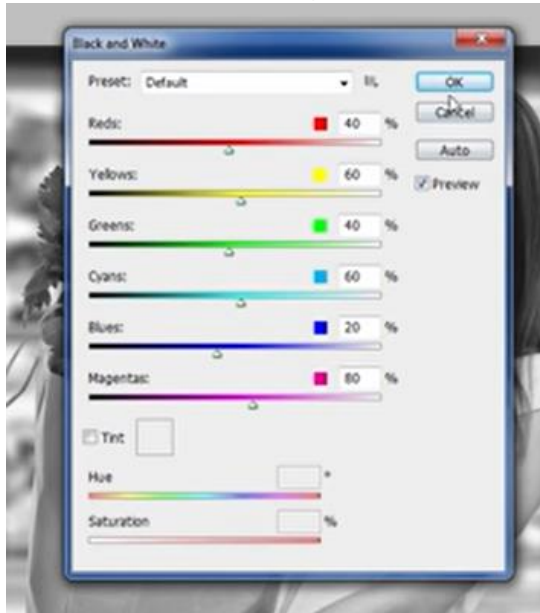 Black and White
Preset: Default
OK
Cancel
Auto
Preview
Reds: 40 %
Yellows: 60 %
Greens: 40 %
Cyans: 60 %
Blues: 20 %
Magentas: 80 %
Tint
Hue °
Saturation %